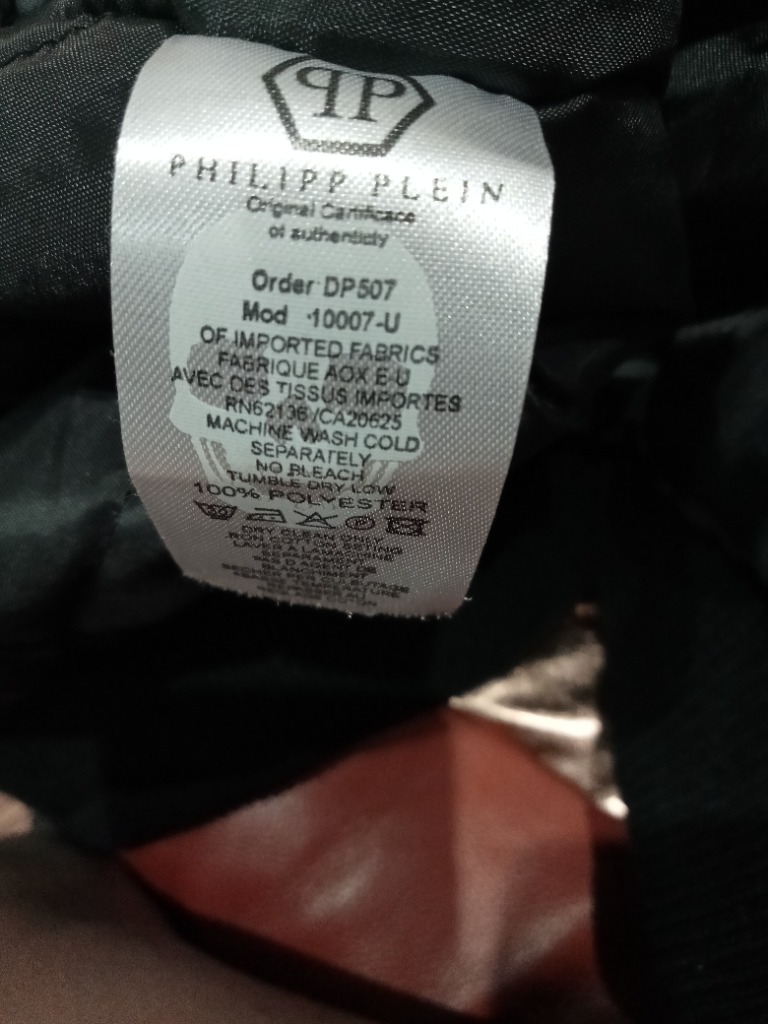 PHILIPP PLEIN
Original Certificace
of authenticity
Order DP507
Mod 10007-U
OF IMPORTED FABRICS
FABRIQUE AOX E U
AVEC DES TISSUS IMPORTES
RN62136/CA20625
MACHINE WASH COLD
SEPARATELY
NO BLEACH
TUMBLE DRY LOW
100% POLYESTER
DRY CLEAN ONLY